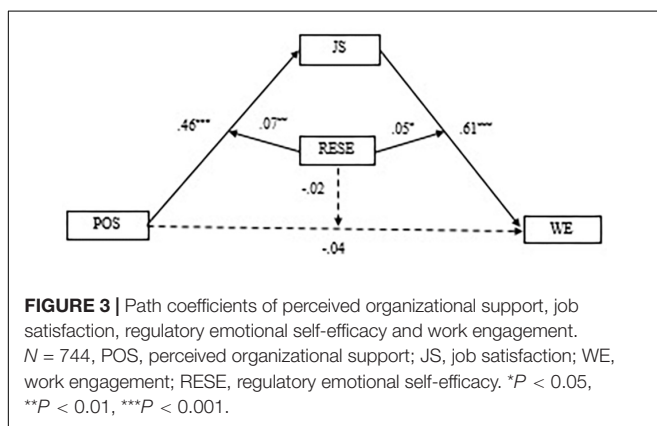 JS
.46***
.07**
.05*
.61***
RESE
-.02
POS
WE
-.04
FIGURE 3 | Path coefficients of perceived organizational support, job
satisfaction, regulatory emotional self-efficacy and work engagement.
N = 744, POS, perceived organizational support; JS, job satisfaction; WE,
work engagement; RESE, regulatory emotional self-efficacy. *P < 0.05,
**P < 0.01, ***P < 0.001.